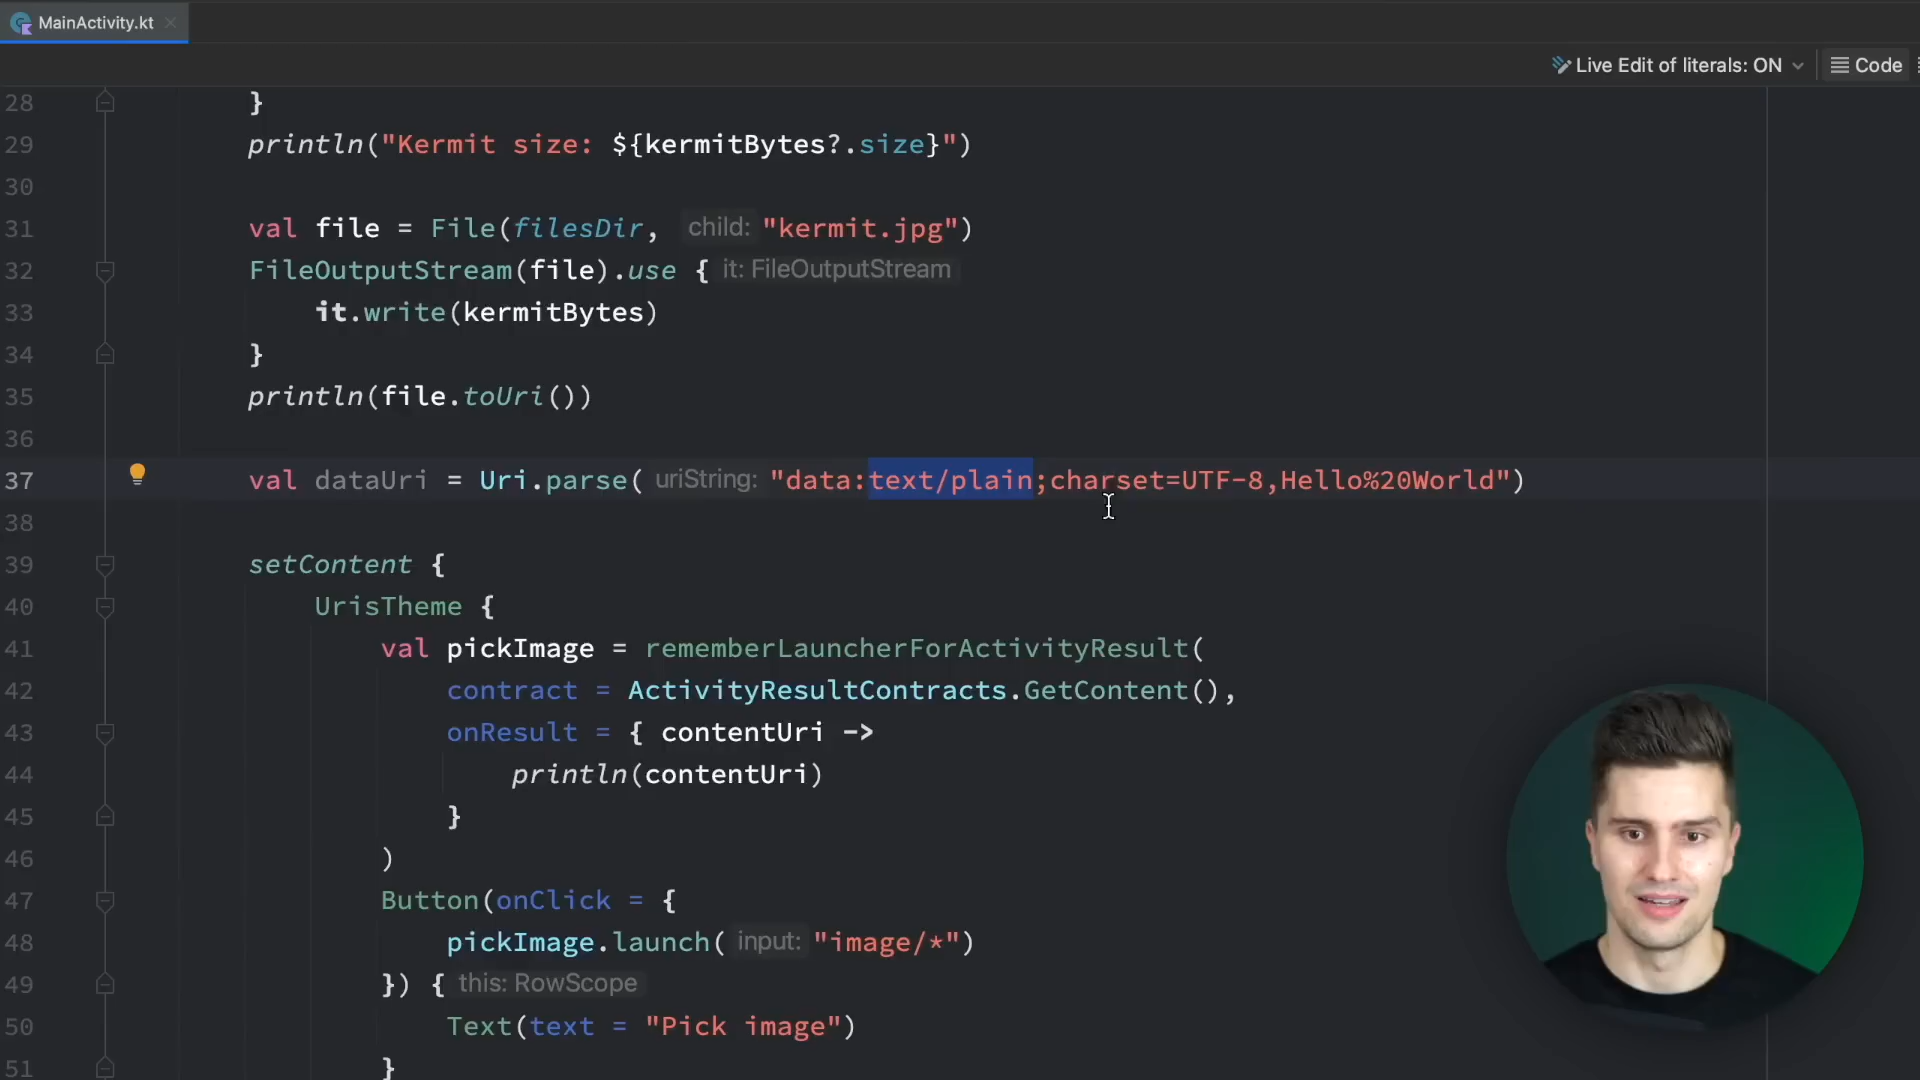 MainActivity.kt
Live Edit of literals: ON
Code
28 }
29 println("Kermit size: ${kermitBytes?.size}")
30
31 val file = File(filesDir, child: "kermit.jpg")
32 FileOutputStream(file).use { it: FileOutputStream
33 it.write(kermitBytes)
34 }
35 println(file.toUri())
36
37 val dataUri = Uri.parse( uriString: "data:text/plain;charset=UTF-8,Hello%20World")
38
39 setContent {
40 UrisTheme {
41 val pickImage = rememberLauncherForActivityResult(
42 contract = ActivityResultContracts.GetContent(),
43 onResult = { contentUri ->
44 println(contentUri)
45 }
46 )
47 Button(onClick = {
48 pickImage.launch( input: "image/*")
49 }) { this: RowScope
50 Text(text = "Pick image")
51 }